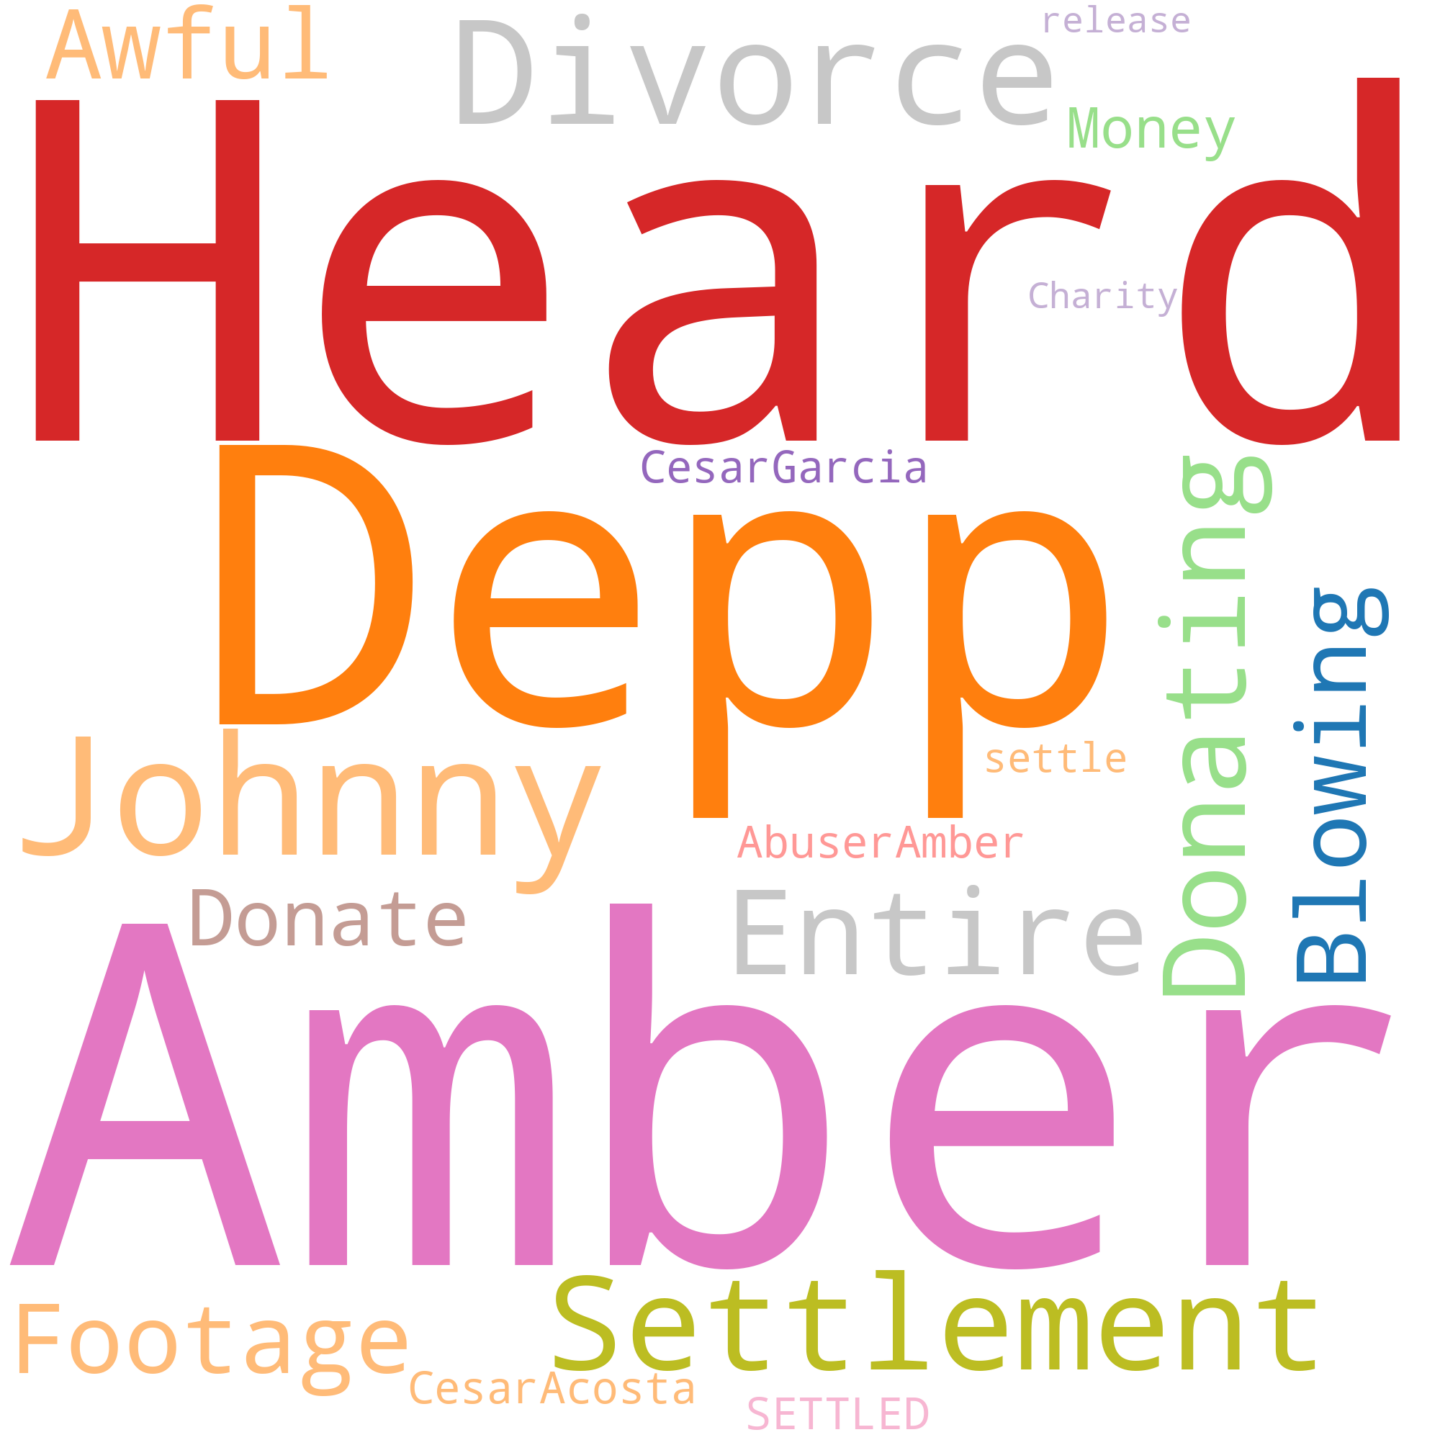 Awful
Divorce
release
Money
Heard
Charity
CesarGarcia
Depp
Donating
Blowing
Johnny
settle
AbuserAmber
Donate
Entire
Amber
Settlement
Footage
CesarAcosta
SETTLED